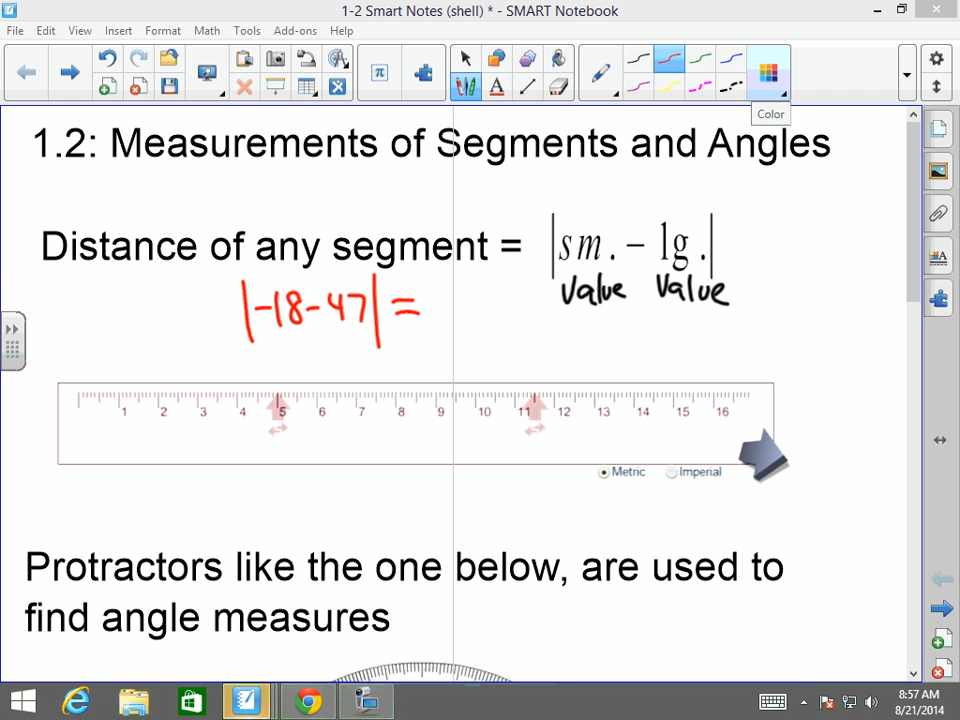 1-2 Smart Notes (shell) * - SMART Notebook
File Edit View Insert Format Math Tools Add-ons Help
π
A
Color
1.2: Measurements of Segments and Angles
Distance of any segment = |sm. – lg.|
value value
|-18-47| =
1 2 3 4 5 6 7 8 9 10 11 12 13 14 15 16
Metric Imperial
Protractors like the one below, are used to
find angle measures
8:57 AM
8/21/2014